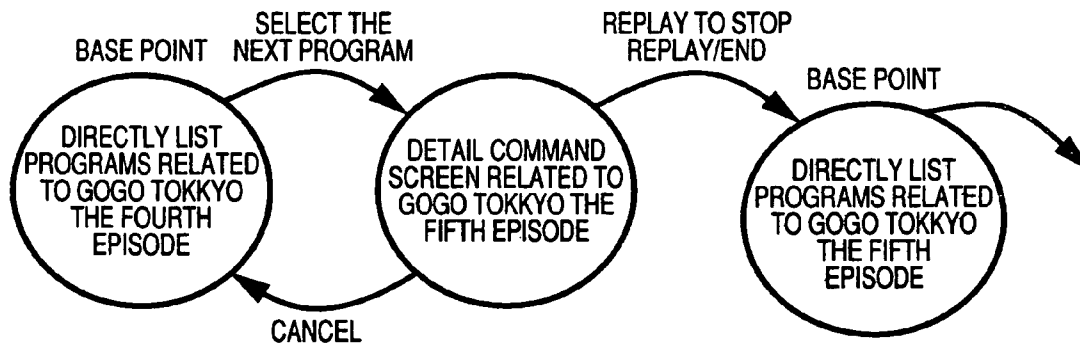 BASE POINT
SELECT THE
NEXT PROGRAM
REPLAY TO STOP
REPLAY/END
BASE POINT
DIRECTLY LIST
PROGRAMS RELATED
TO GOGO TOKKYO
THE FOURTH
EPISODE
DETAIL COMMAND
SCREEN RELATED TO
GOGO TOKKYO THE
FIFTH EPISODE
DIRECTLY LIST
PROGRAMS RELATED
TO GOGO TOKKYO
THE FIFTH
EPISODE
CANCEL